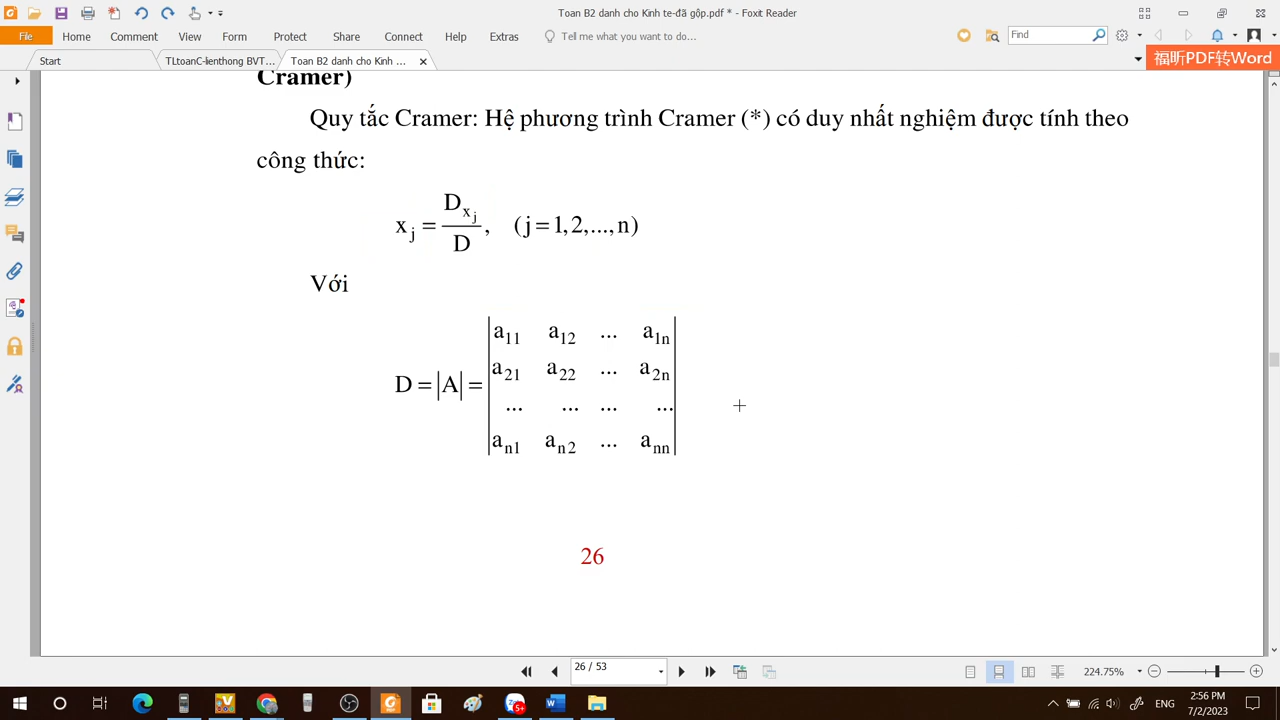 Toan B2 danh cho Kinh te-đã gộp.pdf * - Foxit Reader
File Home Comment View Form Protect Share Connect Help Extras Tell me what you want to do... Find
Start TLtoanC-lienthong BVT... Toan B2 danh cho Kinh ...
福昕PDF转Word
Cramer)
Quy tắc Cramer: Hệ phương trình Cramer (*) có duy nhất nghiệm được tính theo
công thức:
x_j = D_{x_j} / D, (j = 1, 2, ..., n)
Với
a11 a12 ... a1n
a21 a22 ... a2n
D = |A| =
... ... ... ...
an1 an2 ... ann
26
26 / 53 224.75%
5+
ENG
2:56 PM
7/2/2023